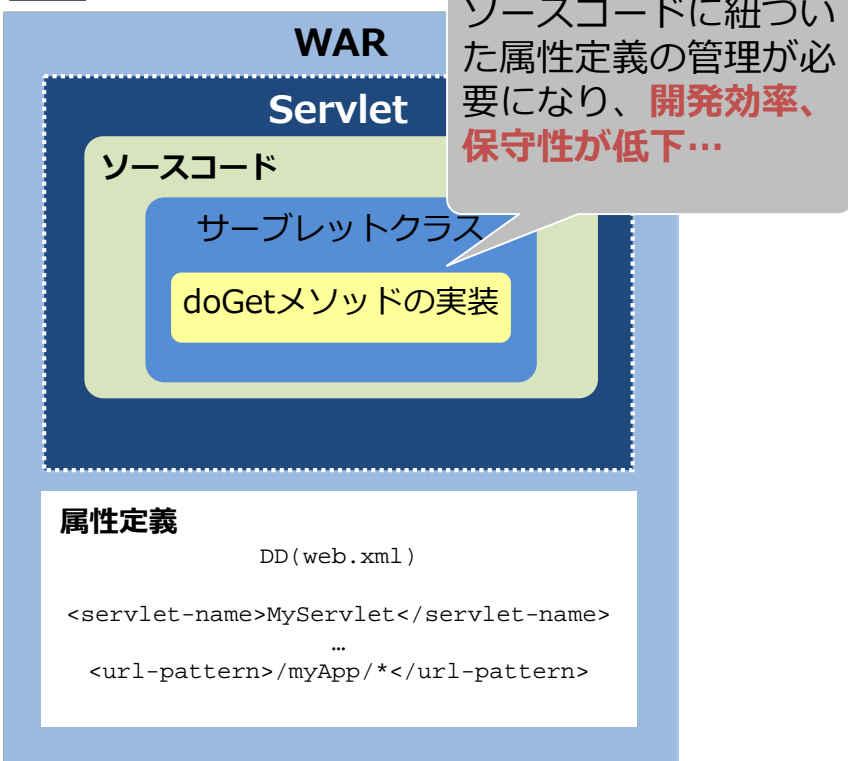 WAR
ソースコードに紐づい
た属性定義の管理が必
要になり、開発効率、
保守性が低下…
Servlet
ソースコード
サーブレットクラス
doGetメソッドの実装
属性定義
DD(web.xml)
<servlet-name>MyServlet</servlet-name>
…
<url-pattern>/myApp/*</url-pattern>